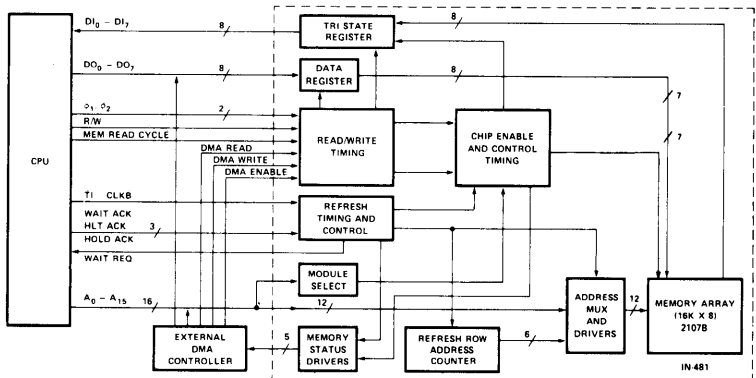 DI0 – DI7
8
TRI STATE
REGISTER
8
DO0 – DO7
8
DATA
REGISTER
8
7
7
ϕ1 ϕ2
2
R/W
MEM READ CYCLE
READ/WRITE
TIMING
CHIP ENABLE
AND CONTROL
TIMING
CPU
DMA READ
DMA WRITE
DMA ENABLE
TI CLKB
WAIT ACK
HLT ACK
3
HOLD ACK
WAIT REQ
REFRESH
TIMING AND
CONTROL
MODULE
SELECT
A0 – A15
16
12
ADDRESS
MUX
AND
DRIVERS
12
MEMORY ARRAY
(16K X 8)
2107B
EXTERNAL
DMA
CONTROLLER
5
MEMORY
STATUS
DRIVERS
REFRESH ROW
ADDRESS
COUNTER
6
IN-481